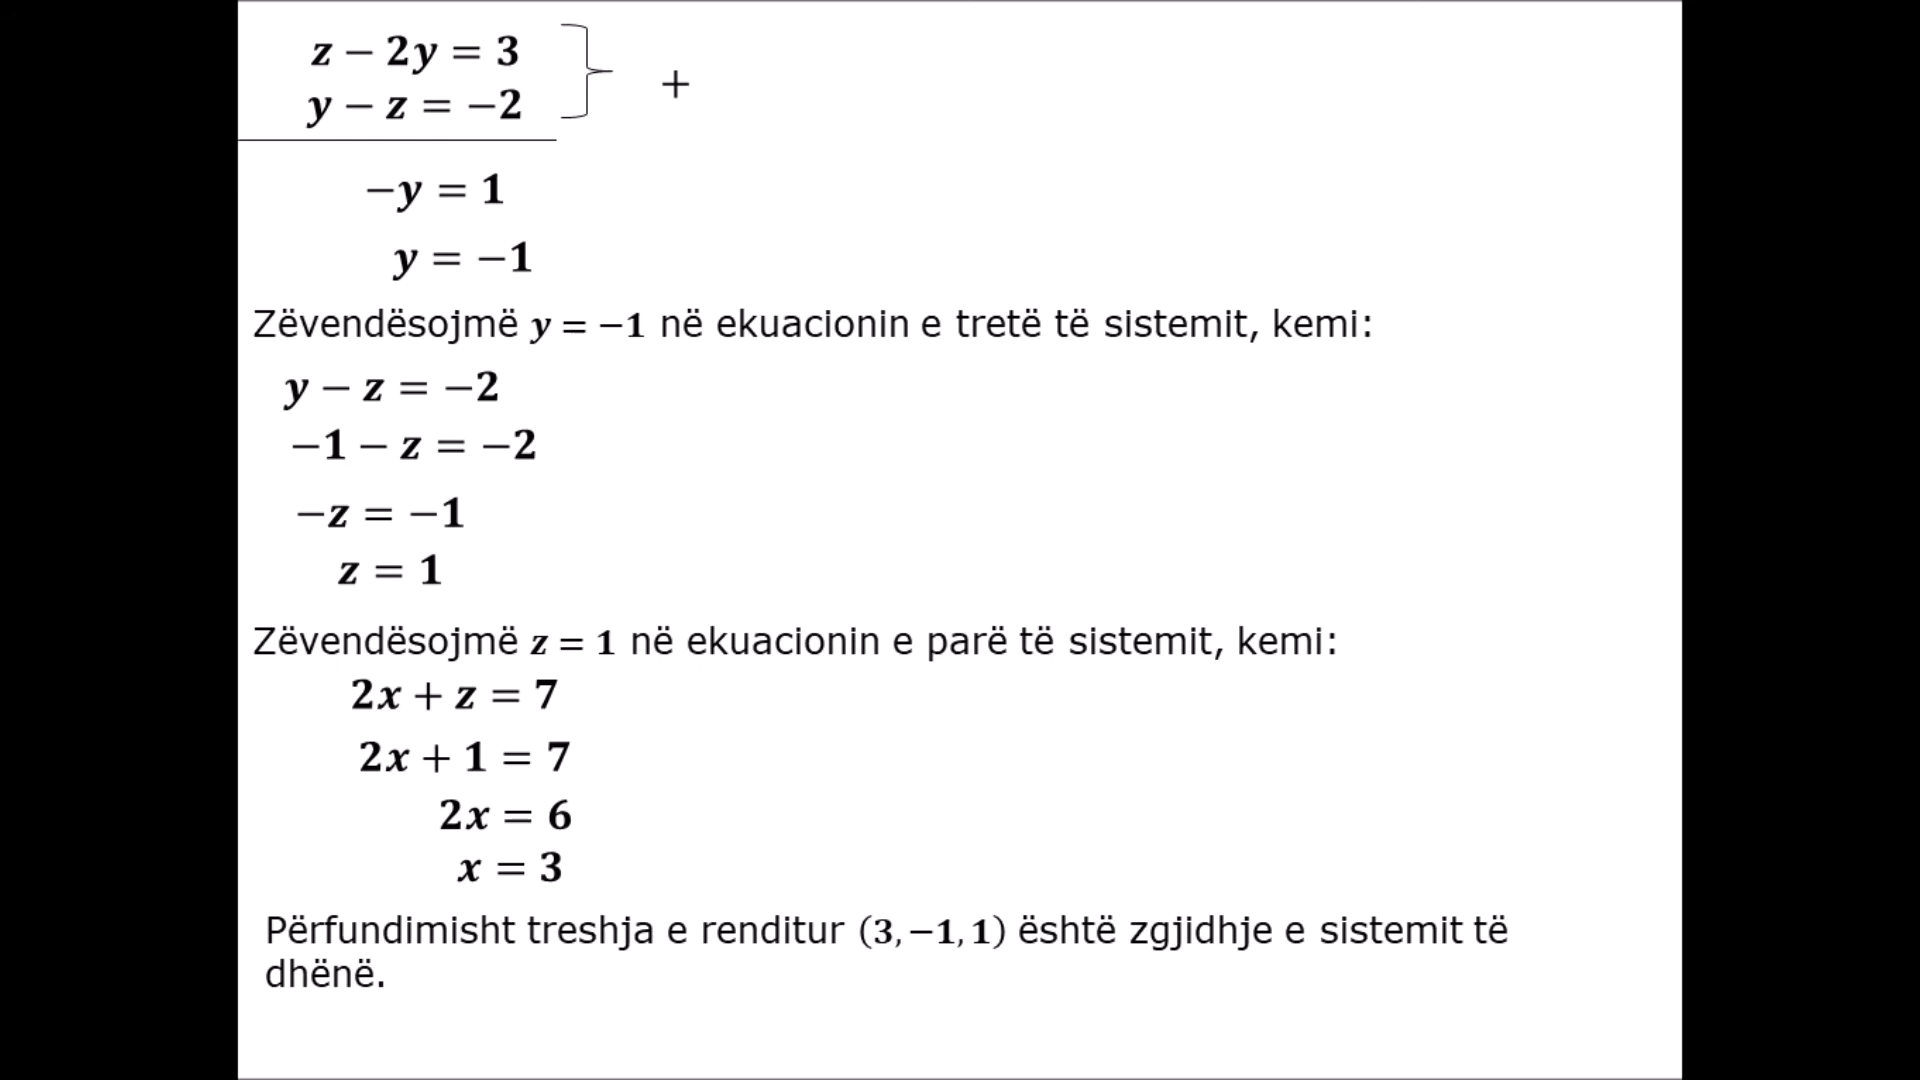 z − 2y = 3
+
y − z = −2
−y = 1
y = −1
Zëvendësojmë y = −1 në ekuacionin e tretë të sistemit, kemi:
y − z = −2
−1 − z = −2
−z = −1
z = 1
Zëvendësojmë z = 1 në ekuacionin e parë të sistemit, kemi:
2x + z = 7
2x + 1 = 7
2x = 6
x = 3
Përfundimisht treshja e renditur (3, −1, 1) është zgjidhje e sistemit të
dhënë.